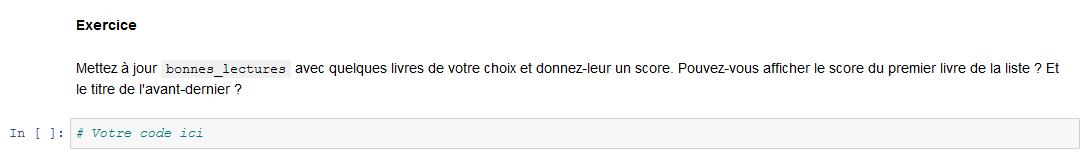 Exercice
Mettez à jour bonnes_lectures avec quelques livres de votre choix et donnez-leur un score. Pouvez-vous afficher le score du premier livre de la liste ? Et
le titre de l'avant-dernier ?
In [ ]: # Votre code ici